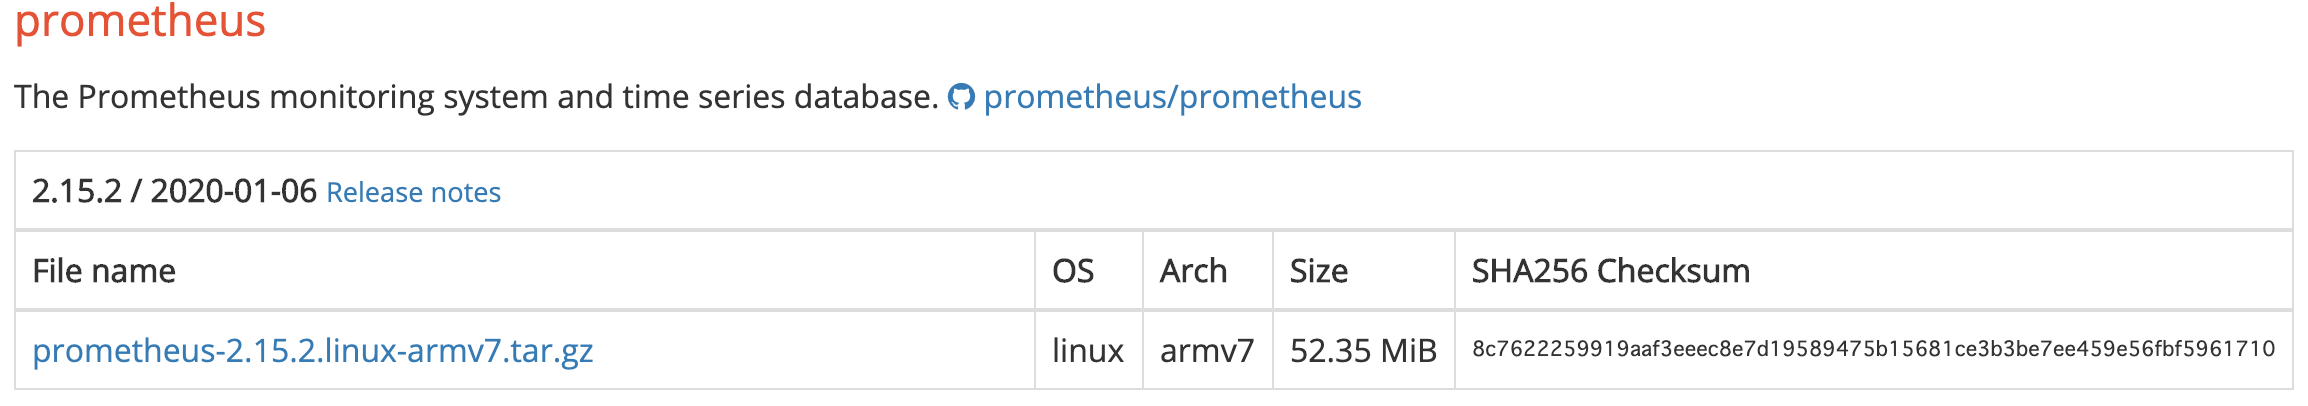 prometheus
The Prometheus monitoring system and time series database. prometheus/prometheus
2.15.2 / 2020-01-06 Release notes
File name OS Arch Size SHA256 Checksum
prometheus-2.15.2.linux-armv7.tar.gz linux armv7 52.35 MiB 8c7622259919aaf3eeec8e7d19589475b15681ce3b3be7ee459e56fbf5961710